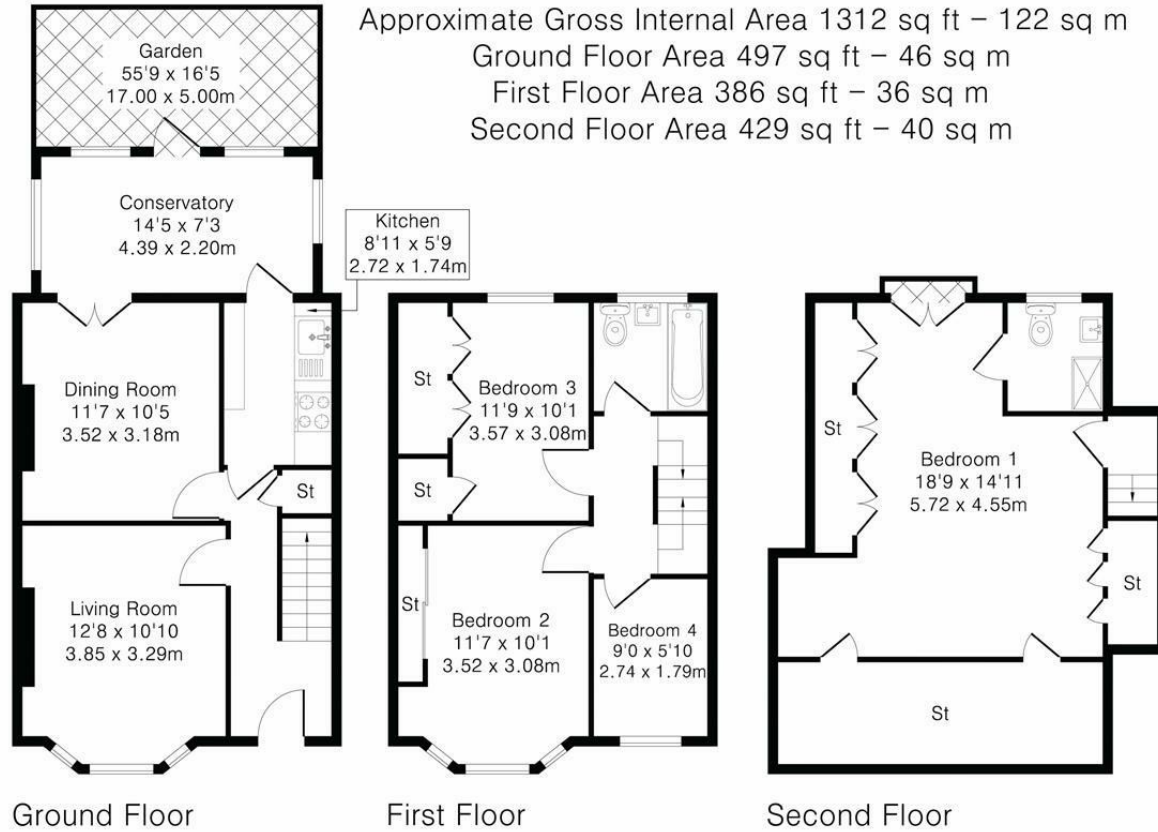 Approximate Gross Internal Area 1312 sq ft – 122 sq m
Ground Floor Area 497 sq ft – 46 sq m
First Floor Area 386 sq ft – 36 sq m
Second Floor Area 429 sq ft – 40 sq m
Garden
55'9 x 16'5
17.00 x 5.00m
Conservatory
14'5 x 7'3
4.39 x 2.20m
Kitchen
8'11 x 5'9
2.72 x 1.74m
Dining Room
11'7 x 10'5
3.52 x 3.18m
St
Living Room
12'8 x 10'10
3.85 x 3.29m
Ground Floor
St
Bedroom 3
11'9 x 10'1
3.57 x 3.08m
St
St
Bedroom 2
11'7 x 10'1
3.52 x 3.08m
Bedroom 4
9'0 x 5'10
2.74 x 1.79m
First Floor
St
Bedroom 1
18'9 x 14'11
5.72 x 4.55m
St
St
Second Floor